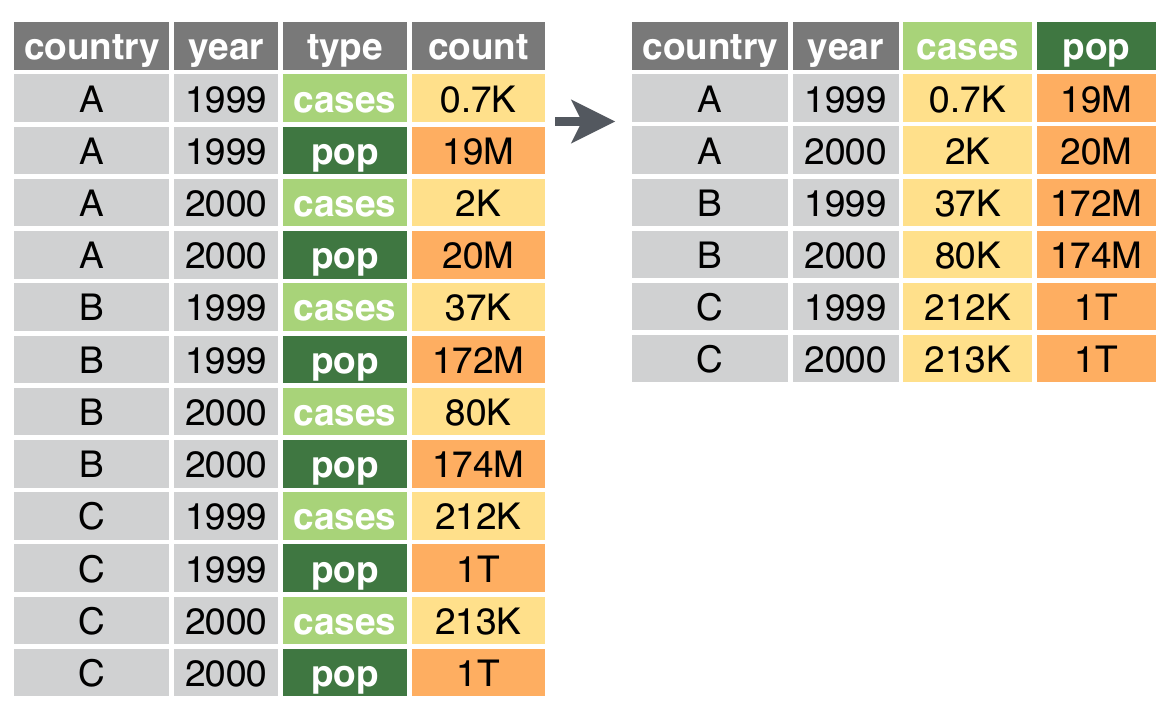 country year type count
A 1999 cases 0.7K
A 1999 pop 19M
A 2000 cases 2K
A 2000 pop 20M
B 1999 cases 37K
B 1999 pop 172M
B 2000 cases 80K
B 2000 pop 174M
C 1999 cases 212K
C 1999 pop 1T
C 2000 cases 213K
C 2000 pop 1T
country year cases pop
A 1999 0.7K 19M
A 2000 2K 20M
B 1999 37K 172M
B 2000 80K 174M
C 1999 212K 1T
C 2000 213K 1T